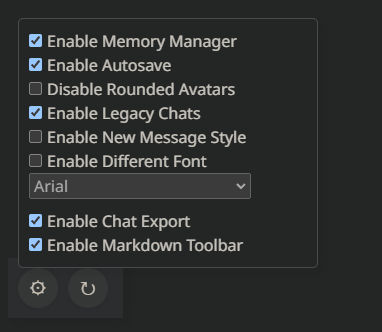 Enable Memory Manager
Enable Autosave
Disable Rounded Avatars
Enable Legacy Chats
Enable New Message Style
Enable Different Font
Arial
Enable Chat Export
Enable Markdown Toolbar